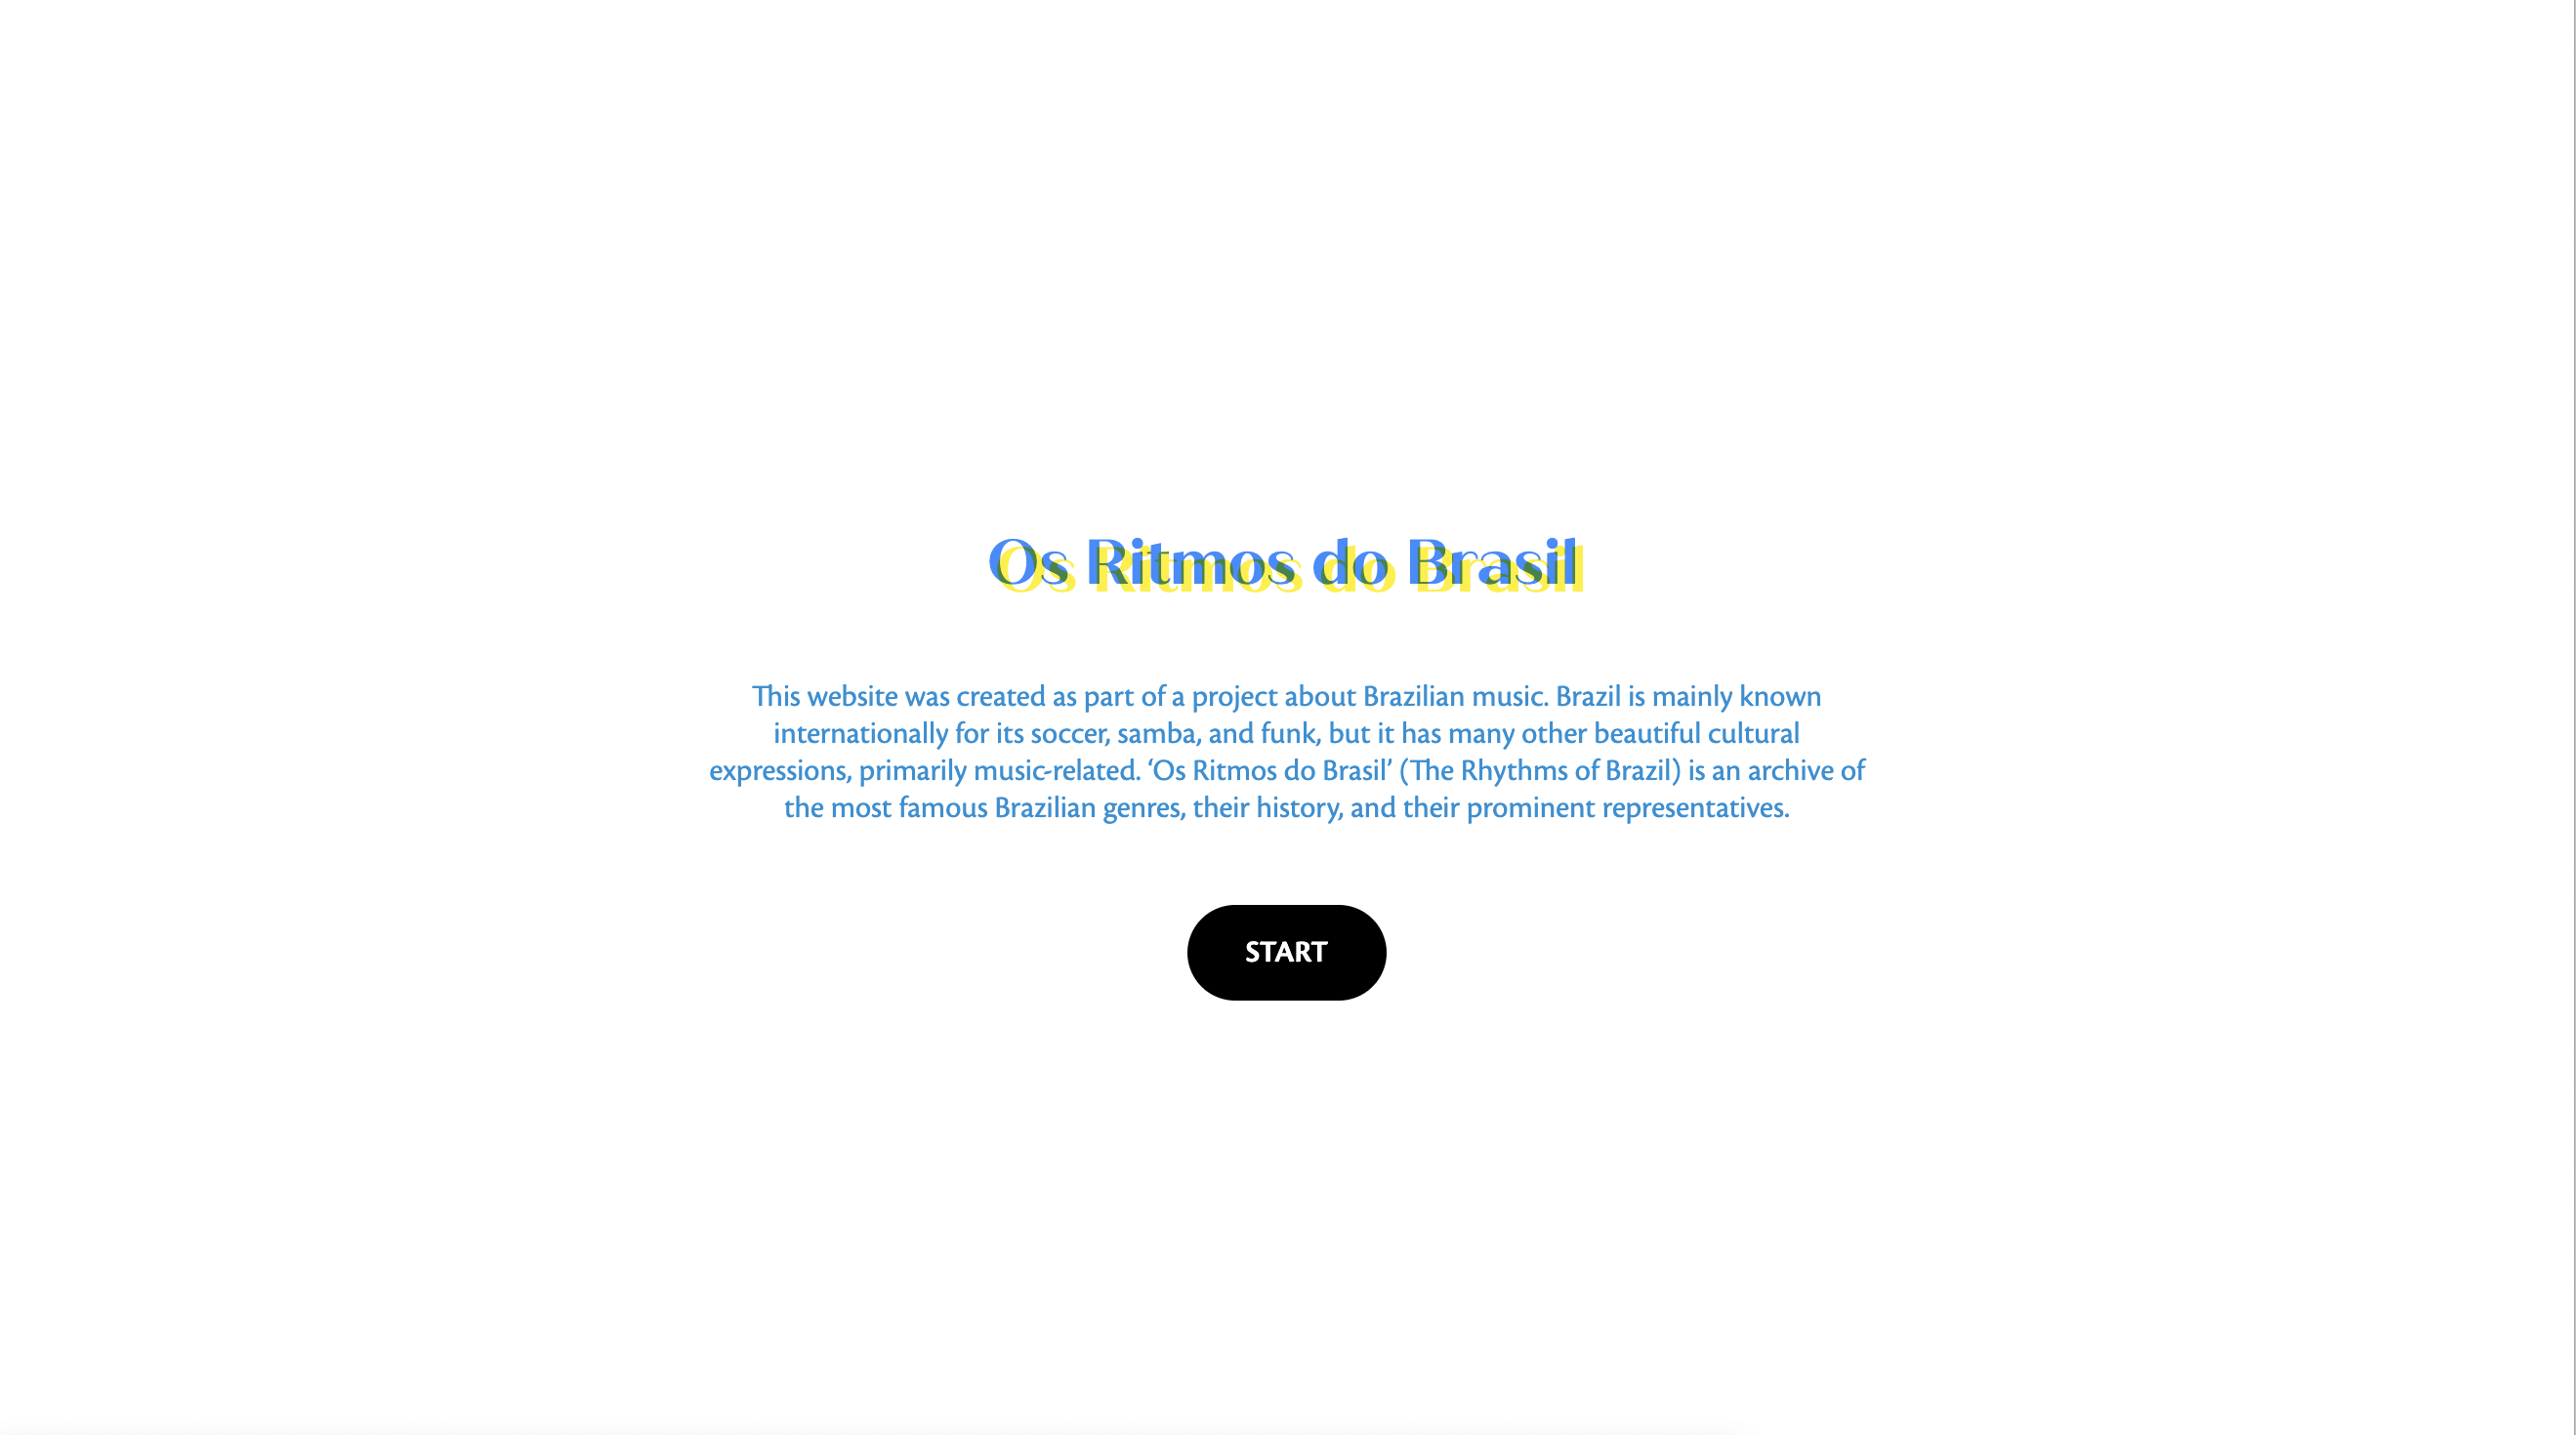 Os Ritmos do Brasil
This website was created as part of a project about Brazilian music. Brazil is mainly known
internationally for its soccer, samba, and funk, but it has many other beautiful cultural
expressions, primarily music-related. ‘Os Ritmos do Brasil’ (The Rhythms of Brazil) is an archive of
the most famous Brazilian genres, their history, and their prominent representatives.
START